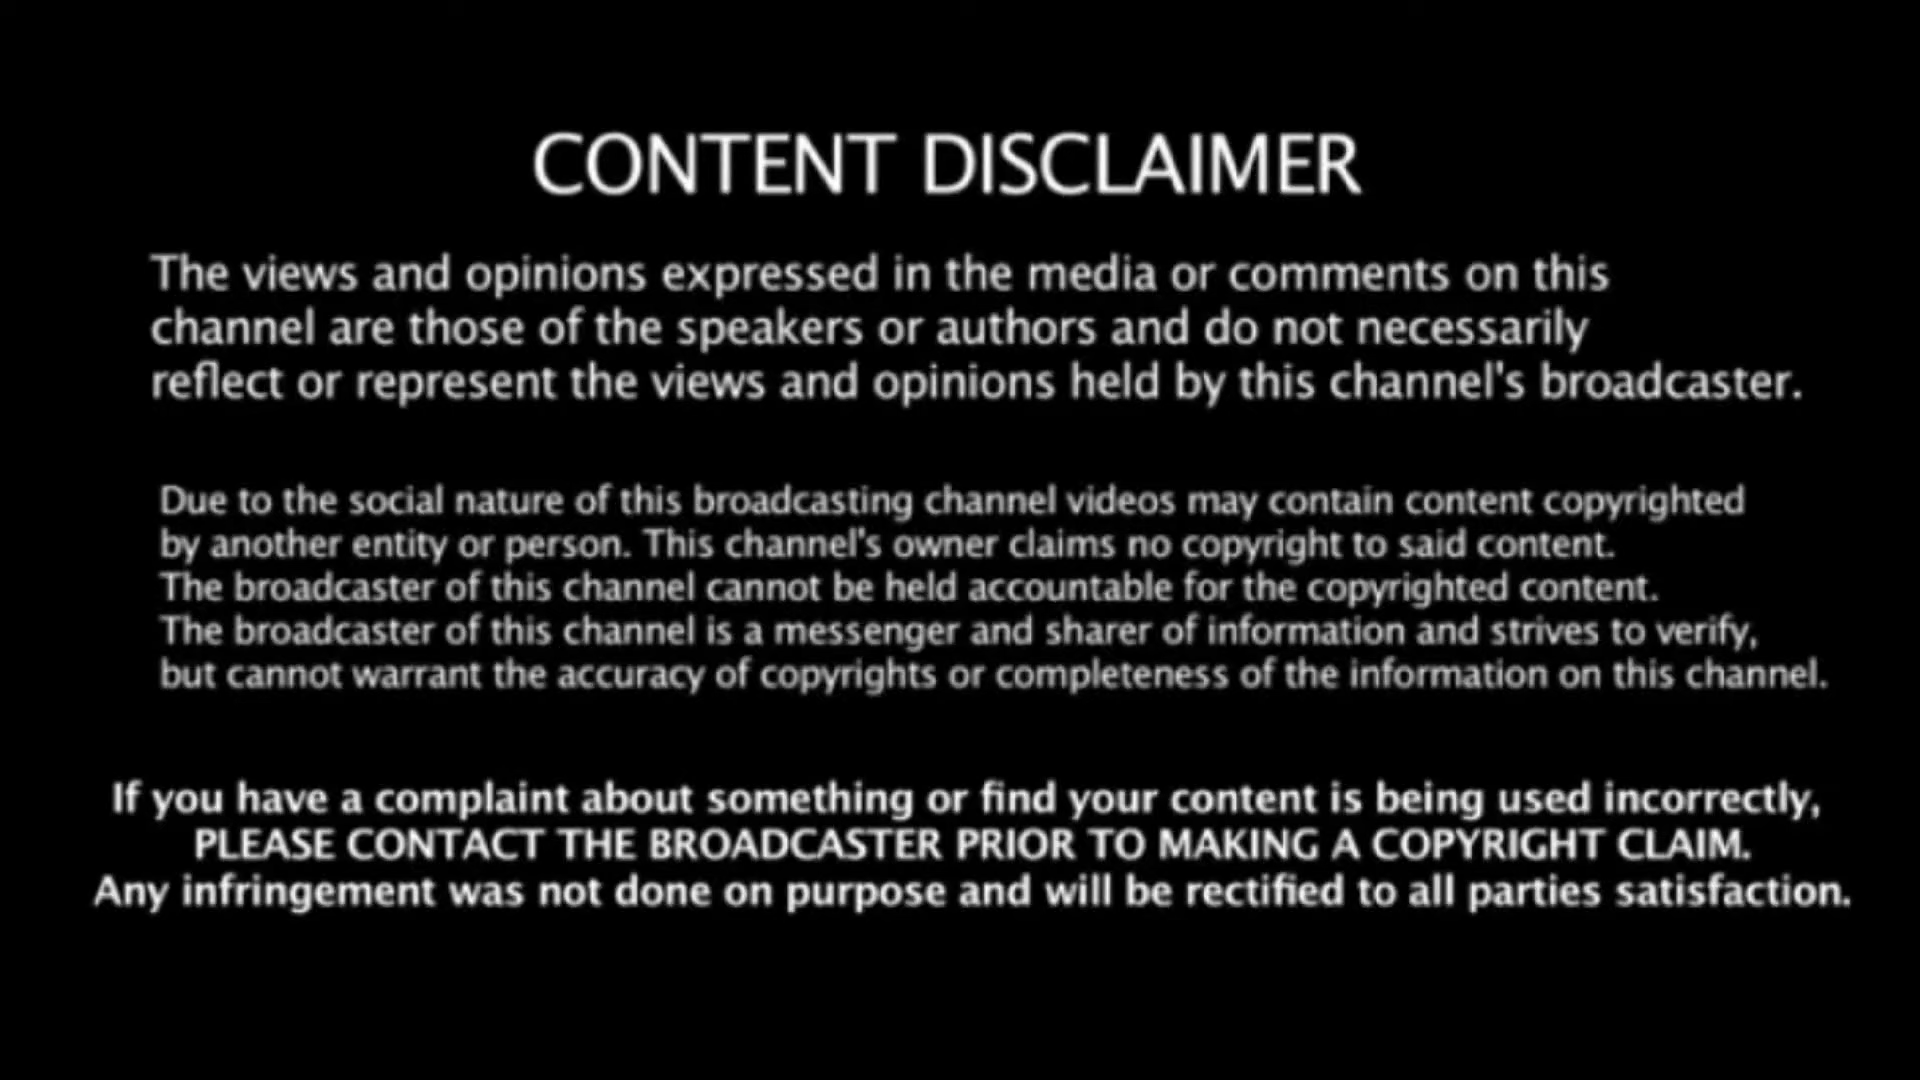 CONTENT DISCLAIMER
The views and opinions expressed in the media or comments on this
channel are those of the speakers or authors and do not necessarily
reflect or represent the views and opinions held by this channel's broadcaster.
Due to the social nature of this broadcasting channel videos may contain content copyrighted
by another entity or person. This channel's owner claims no copyright to said content.
The broadcaster of this channel cannot be held accountable for the copyrighted content.
The broadcaster of this channel is a messenger and sharer of information and strives to verify,
but cannot warrant the accuracy of copyrights or completeness of the information on this channel.
If you have a complaint about something or find your content is being used incorrectly,
PLEASE CONTACT THE BROADCASTER PRIOR TO MAKING A COPYRIGHT CLAIM.
Any infringement was not done on purpose and will be rectified to all parties satisfaction.